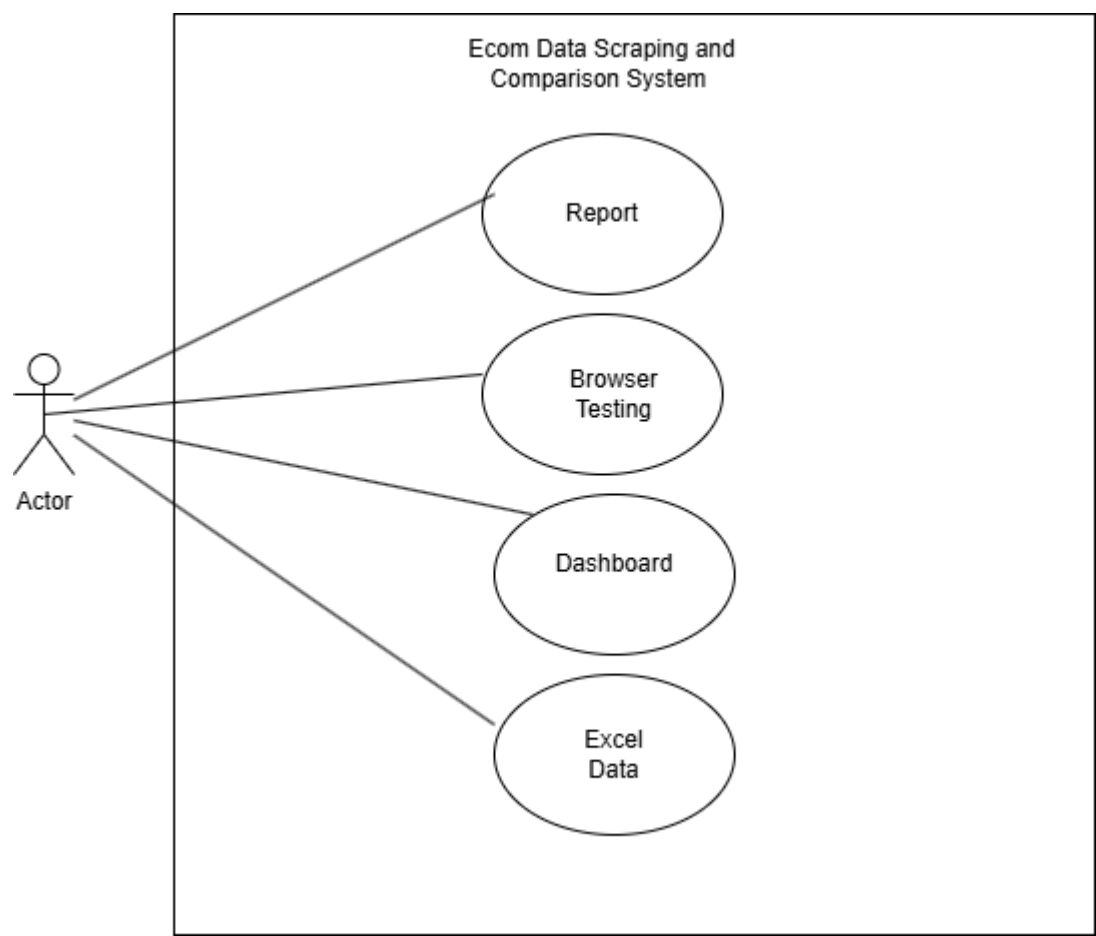 Ecom Data Scraping and
Comparison System
Report
Browser
Testing
Actor
Dashboard
Excel
Data